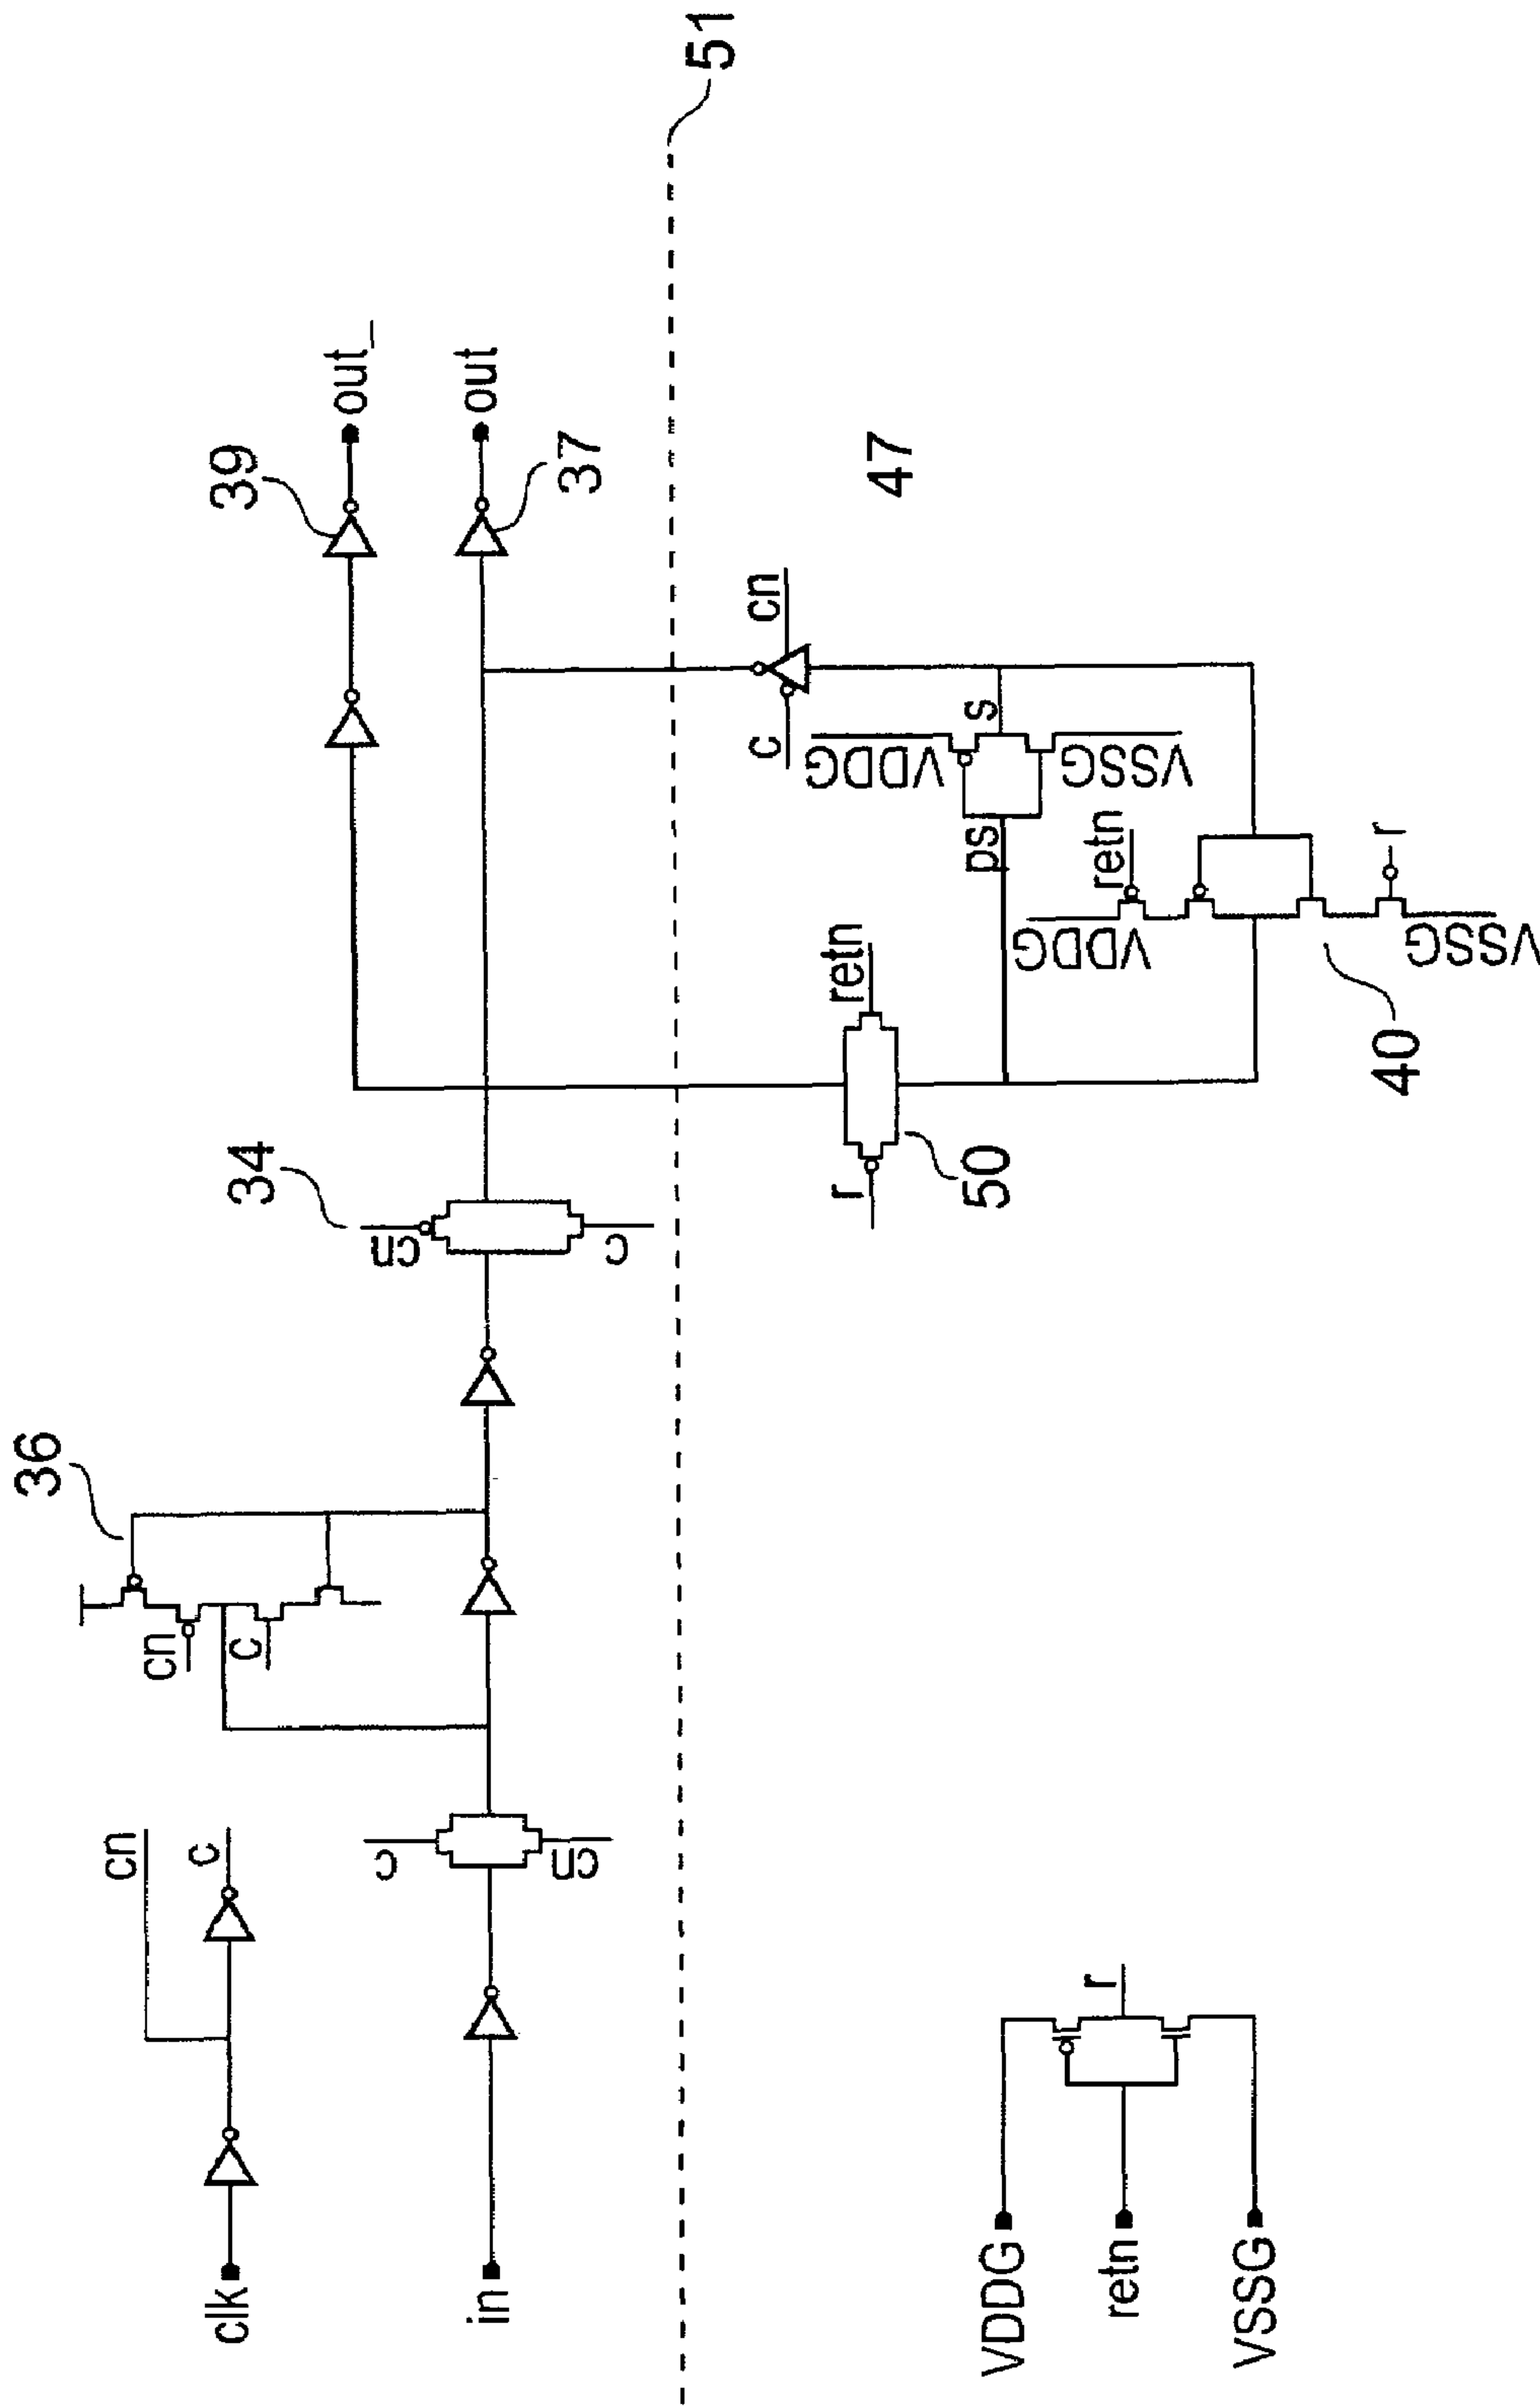 clk
cn
c
36
39
out_
in
c
cn
cn
c
34
cn
c
37
out
51
c
cn
47
r
retn
50
ps
s
VDDG
VSSG
VDDG
retn
r
VSSG
40
VDDG
retn
VSSG
r